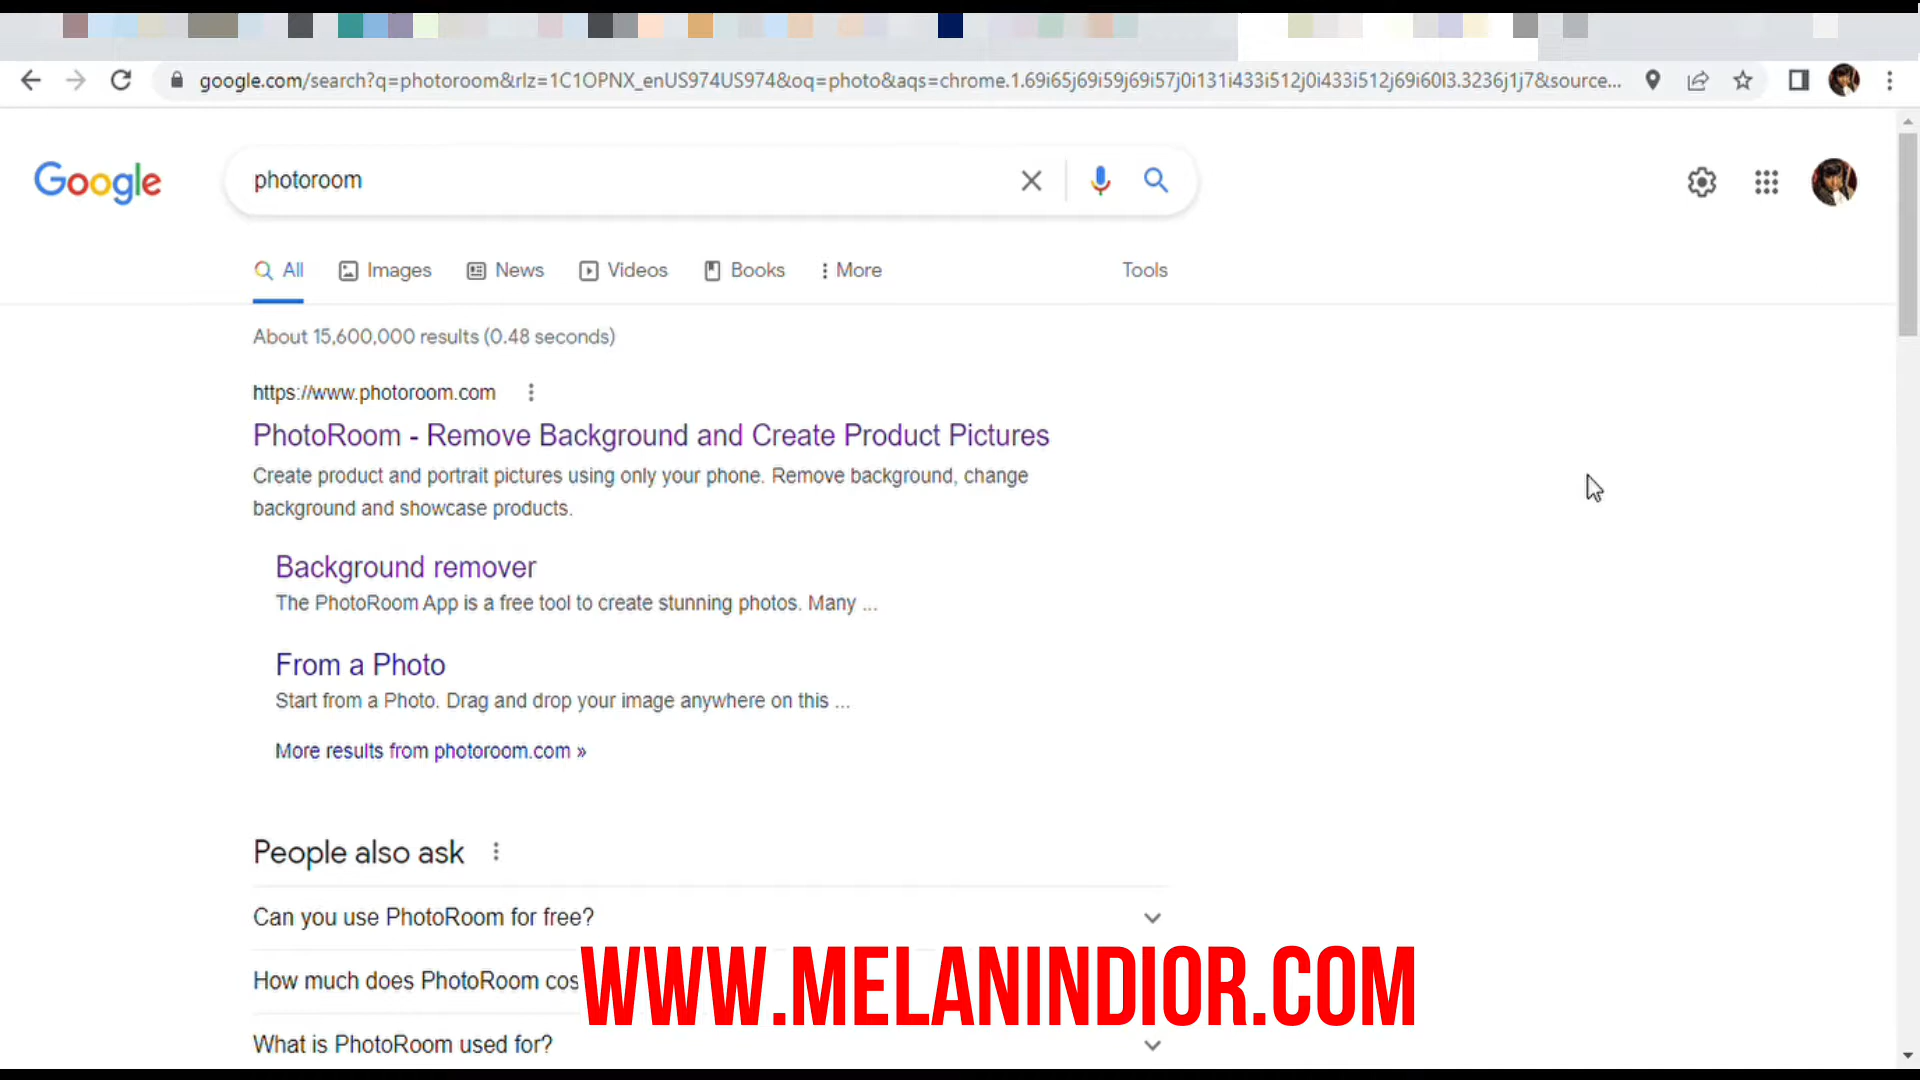 google.com/search?q=photoroom&rlz=1C1OPNX_enUS974US974&oq=photo&aqs=chrome.1.69i65j69i59j69i57j0i131i433i512j0i433i512j69i60l3.3236j1j7&source...
Google
photoroom
All Images News Videos Books More Tools
About 15,600,000 results (0.48 seconds)
https://www.photoroom.com
PhotoRoom - Remove Background and Create Product Pictures
Create product and portrait pictures using only your phone. Remove background, change
background and showcase products.
Background remover
The PhotoRoom App is a free tool to create stunning photos. Many ...
From a Photo
Start from a Photo. Drag and drop your image anywhere on this ...
More results from photoroom.com »
People also ask
Can you use PhotoRoom for free?
How much does PhotoRoom cos
WWW.MELANINDIOR.COM
What is PhotoRoom used for?